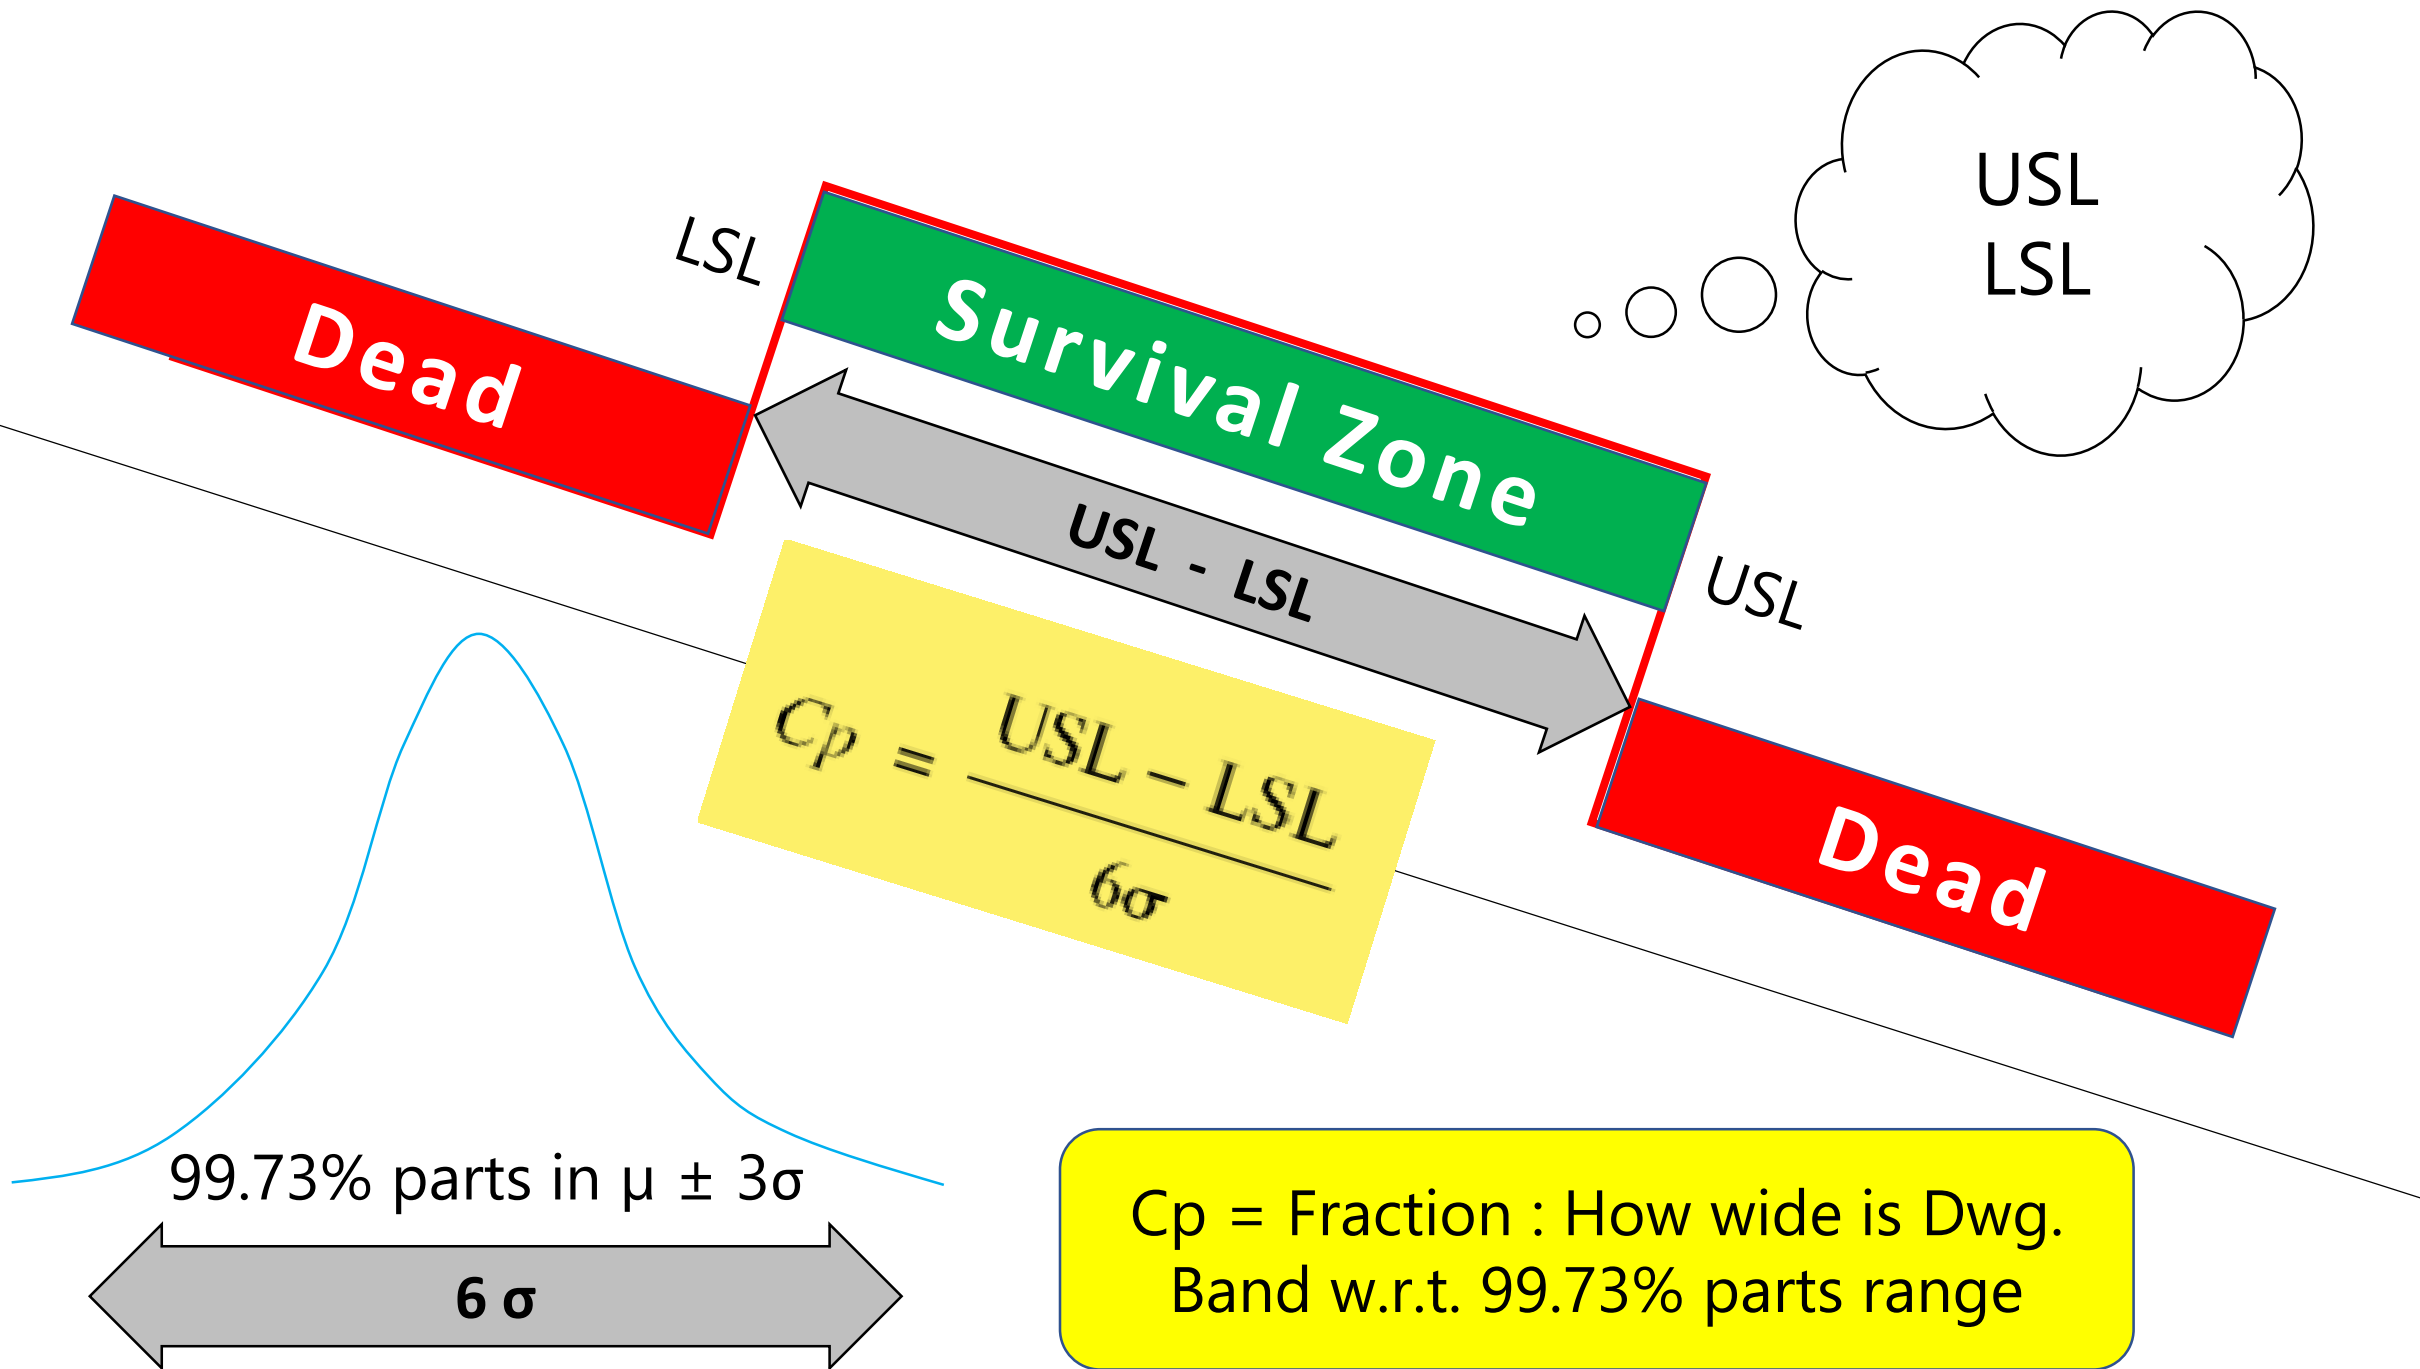 USL
LSL
LSL
Dead
Survival Zone
USL - LSL
USL
Cp = USL – LSL
6σ
Dead
99.73% parts in μ ± 3σ
6 σ
Cp = Fraction : How wide is Dwg.
Band w.r.t. 99.73% parts range